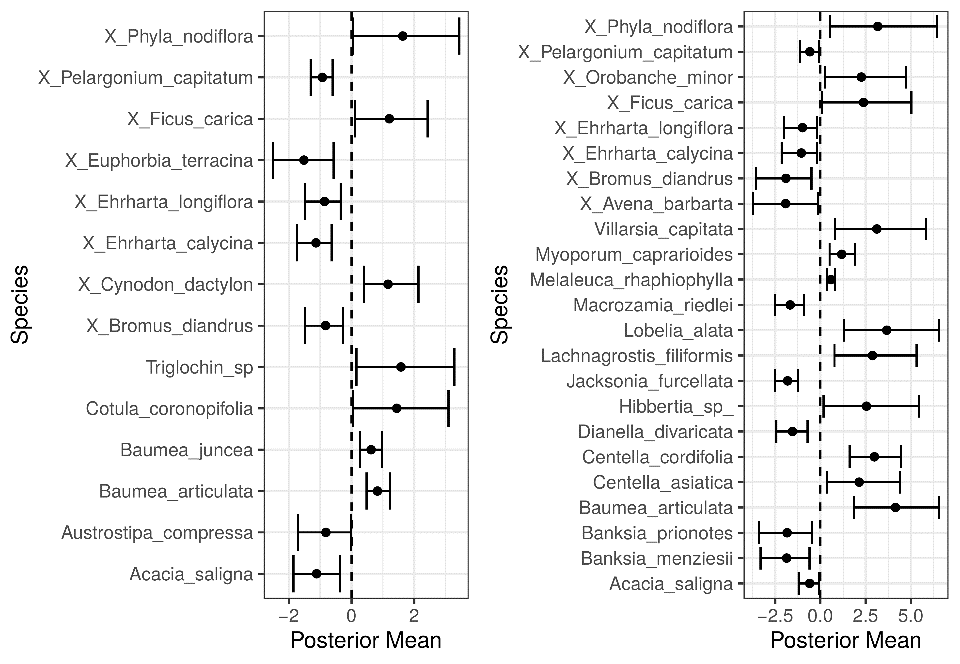 X_Phyla_nodiflora
X_Pelargonium_capitatum
X_Ficus_carica
X_Euphorbia_terracina
X_Ehrharta_longiflora
X_Ehrharta_calycina
X_Cynodon_dactylon
X_Bromus_diandrus
Triglochin_sp
Cotula_coronopifolia
Baumea_juncea
Baumea_articulata
Austrostipa_compressa
Acacia_saligna
Species
−2 0 2
Posterior Mean
X_Phyla_nodiflora
X_Pelargonium_capitatum
X_Orobanche_minor
X_Ficus_carica
X_Ehrharta_longiflora
X_Ehrharta_calycina
X_Bromus_diandrus
X_Avena_barbarta
Villarsia_capitata
Myoporum_caprarioides
Melaleuca_rhaphiophylla
Macrozamia_riedlei
Lobelia_alata
Lachnagrostis_filiformis
Jacksonia_furcellata
Hibbertia_sp_
Dianella_divaricata
Centella_cordifolia
Centella_asiatica
Baumea_articulata
Banksia_prionotes
Banksia_menziesii
Acacia_saligna
Species
−2.5 0.0 2.5 5.0
Posterior Mean